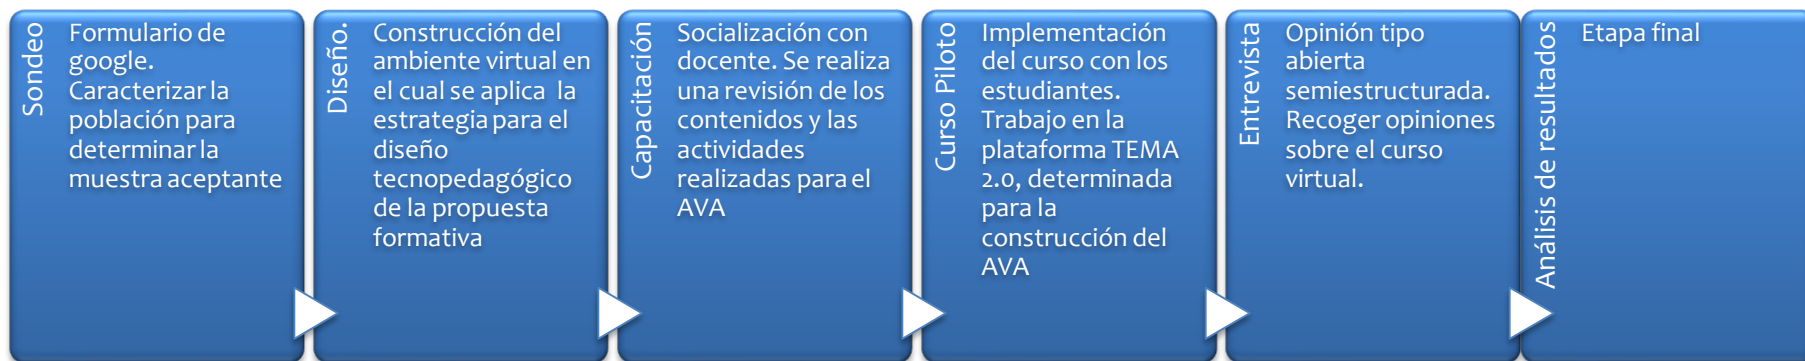 Sondeo
Formulario de
google.
Caracterizar la
población para
determinar la
muestra aceptante
Diseño.
Construcción del
ambiente virtual en
el cual se aplica la
estrategia para el
diseño
tecnopedagógico
de la propuesta
formativa
Capacitación
Socialización con
docente. Se realiza
una revisión de los
contenidos y las
actividades
realizadas para el
AVA
Curso Piloto
Implementación
del curso con los
estudiantes.
Trabajo en la
plataforma TEMA
2.0, determinada
para la
construcción del
AVA
Entrevista
Opinión tipo
abierta
semiestructurada.
Recoger opiniones
sobre el curso
virtual.
Análisis de resultados
Etapa final